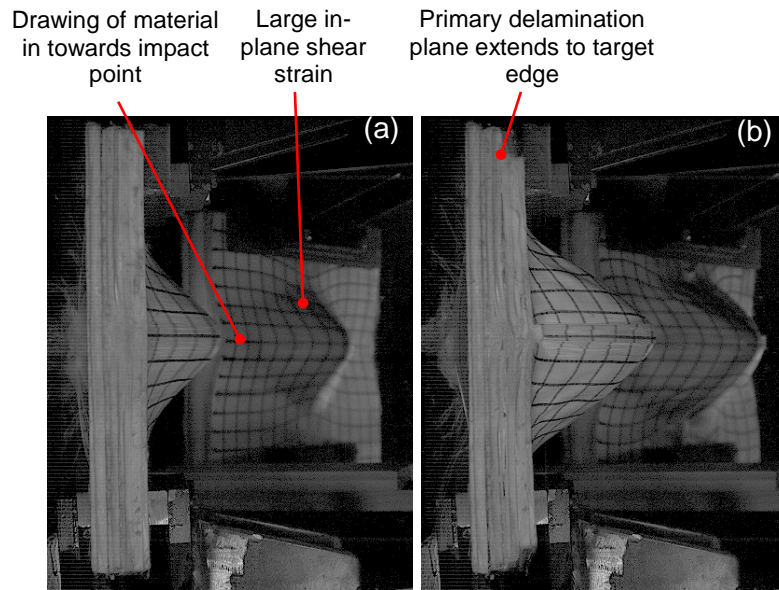 Drawing of material
in towards impact
point
Large in-
plane shear
strain
Primary delamination
plane extends to target
edge
(a)
(b)